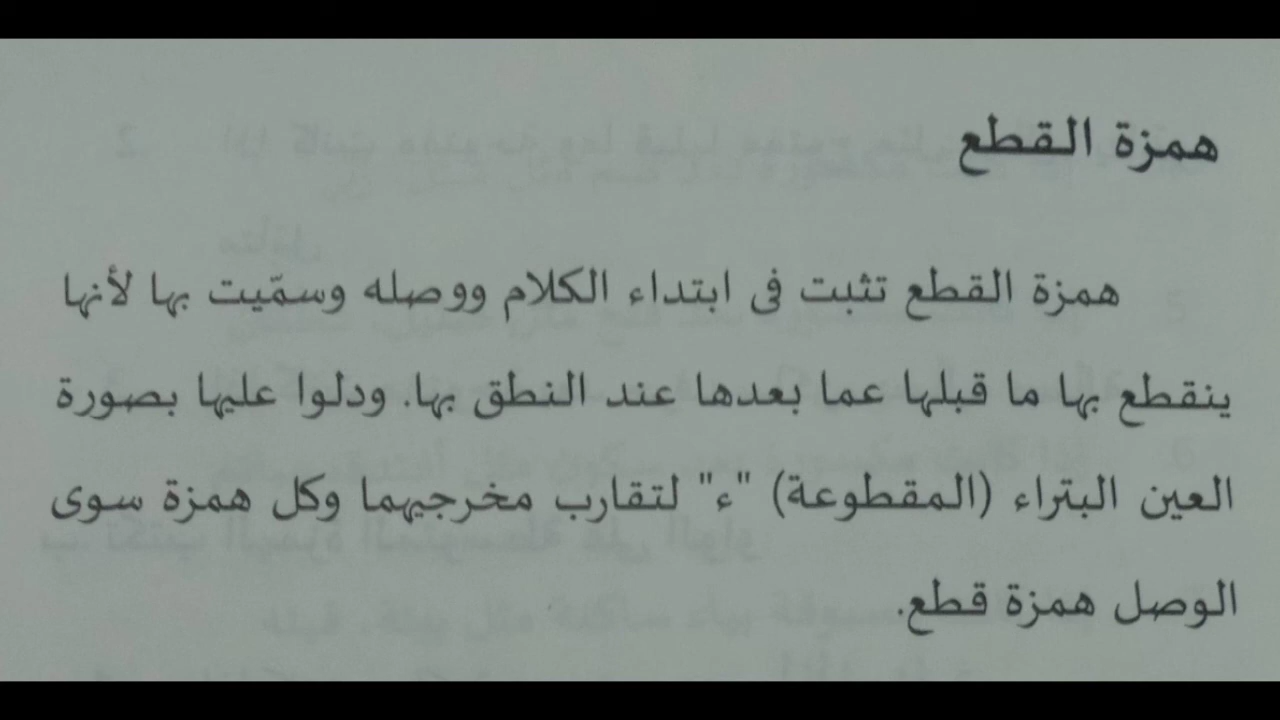 همزة القطع
همزة القطع تثبت فى ابتداء الكلام ووصله وسمّيت بها لأنها
ينقطع بها ما قبلها عما بعدها عند النطق بها. ودلوا عليها بصورة
العين البتراء (المقطوعة) "ء" لتقارب مخرجيهما وكل همزة سوى
الوصل همزة قطع.